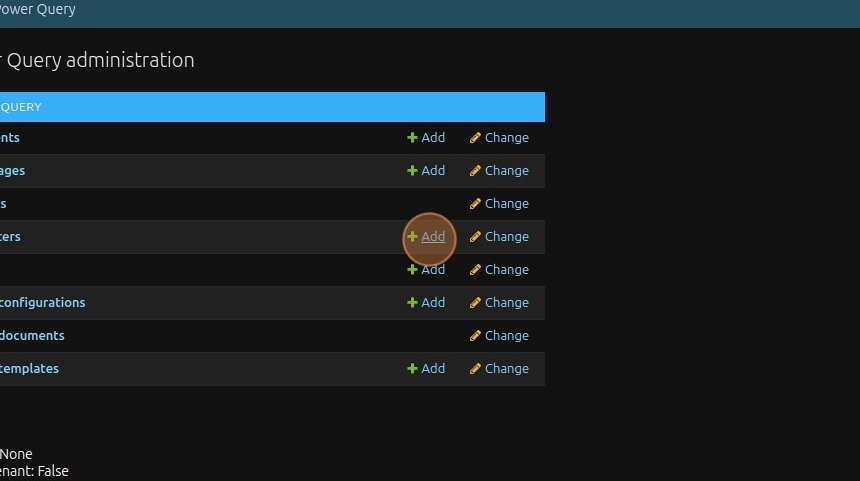 Power Query
Query administration
QUERY
nts Add Change
ages Add Change
s Change
ters Add Change
Add Change
configurations Add Change
documents Change
templates Add Change
None
enant: False